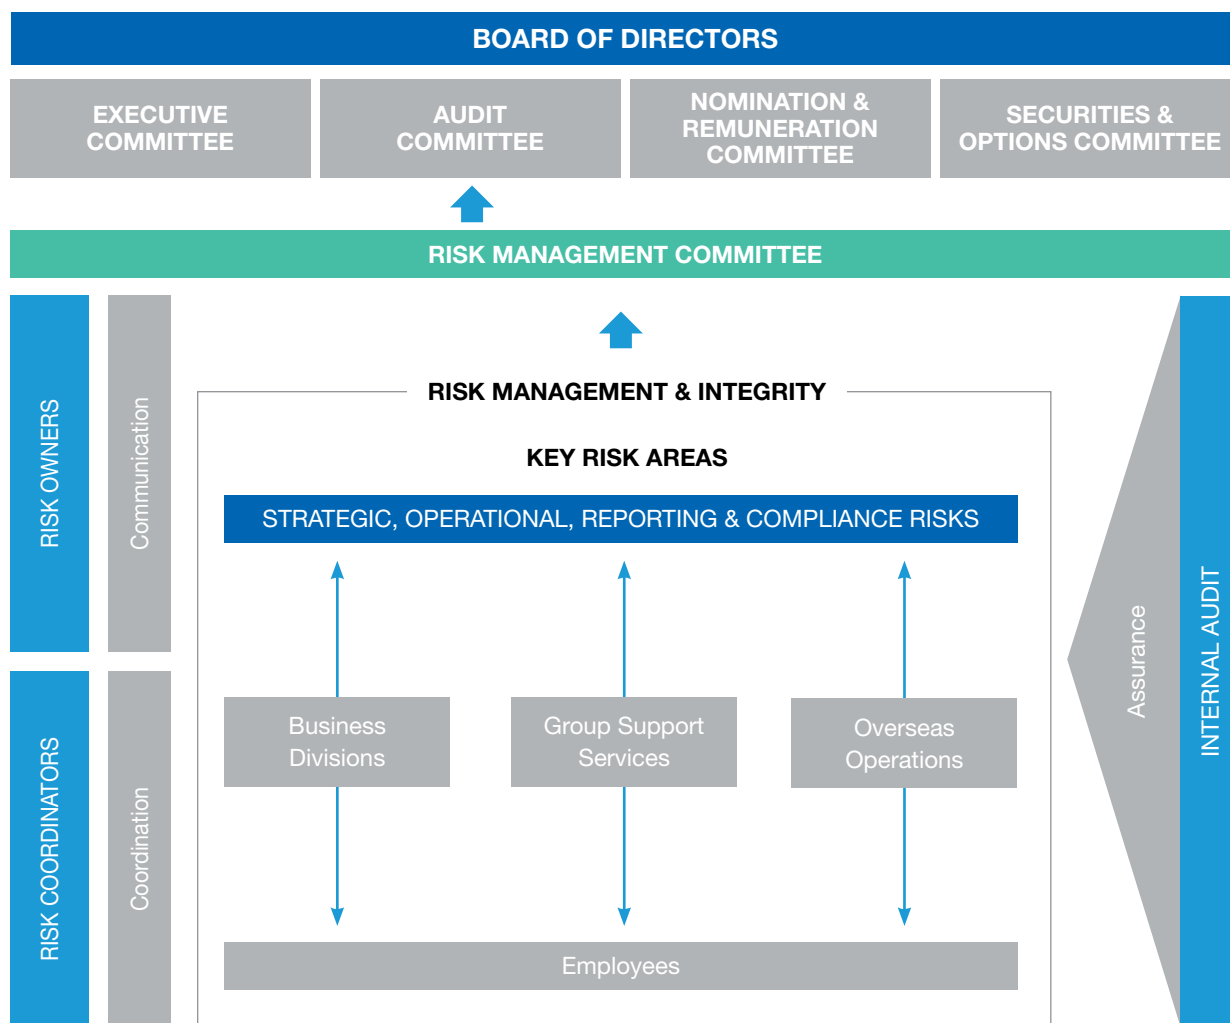 BOARD OF DIRECTORS
EXECUTIVE
COMMITTEE
AUDIT
COMMITTEE
NOMINATION &
REMUNERATION
COMMITTEE
SECURITIES &
OPTIONS COMMITTEE
RISK MANAGEMENT COMMITTEE
RISK OWNERS
Communication
RISK COORDINATORS
Coordination
RISK MANAGEMENT & INTEGRITY
KEY RISK AREAS
STRATEGIC, OPERATIONAL, REPORTING & COMPLIANCE RISKS
Business
Divisions
Group Support
Services
Overseas
Operations
Employees
Assurance
INTERNAL AUDIT